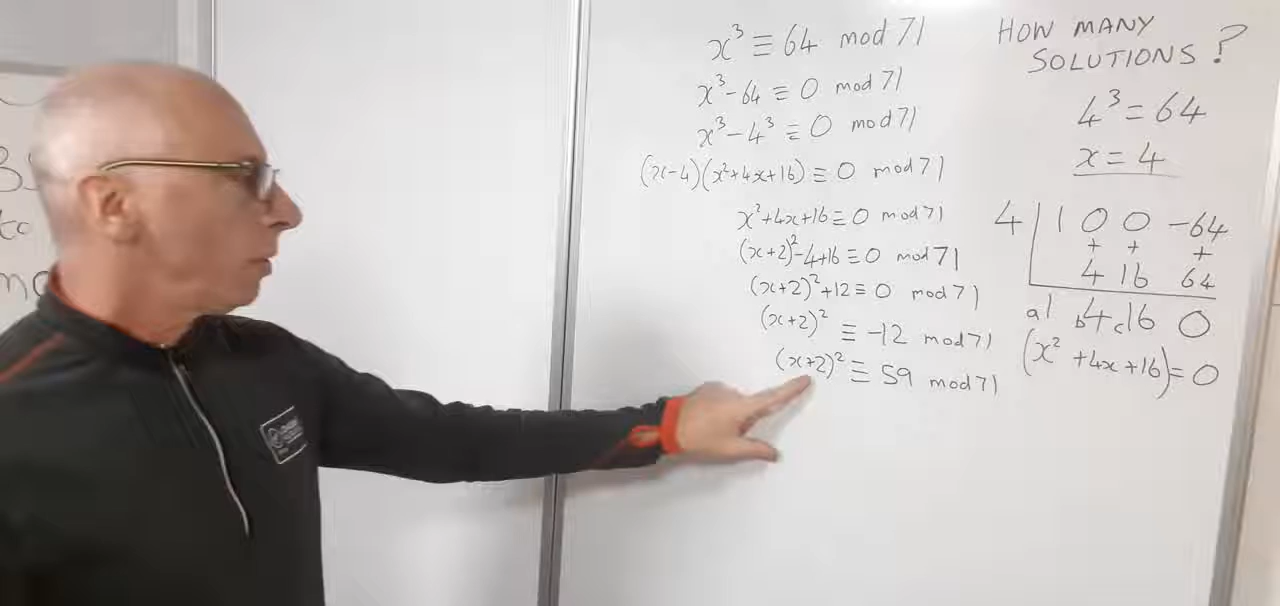 x³ ≡ 64 mod 71
x³ - 64 ≡ 0 mod 71
x³ - 4³ ≡ 0 mod 71
(x-4)(x²+4x+16) ≡ 0 mod 71
x²+4x+16 ≡ 0 mod 71
(x+2)²-4+16 ≡ 0 mod 71
(x+2)²+12 ≡ 0 mod 71
(x+2)² ≡ -12 mod 71
(x+2)² ≡ 59 mod 71
HOW MANY
SOLUTIONS?
4³ = 64
x = 4
4 | 1 0 0 -64
+ + +
4 16 64
a1 b4 c16 0
(x² + 4x + 16) = 0